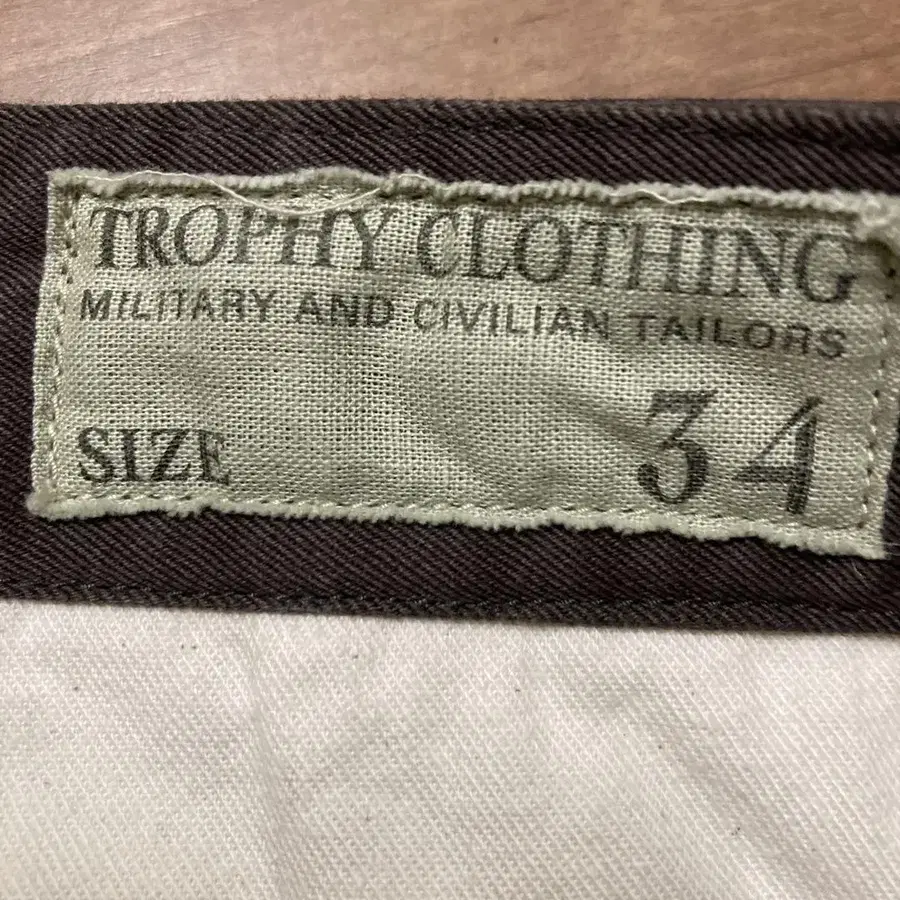 TROPHY CLOTHING
MILITARY AND CIVILIAN TAILORS
SIZE 34